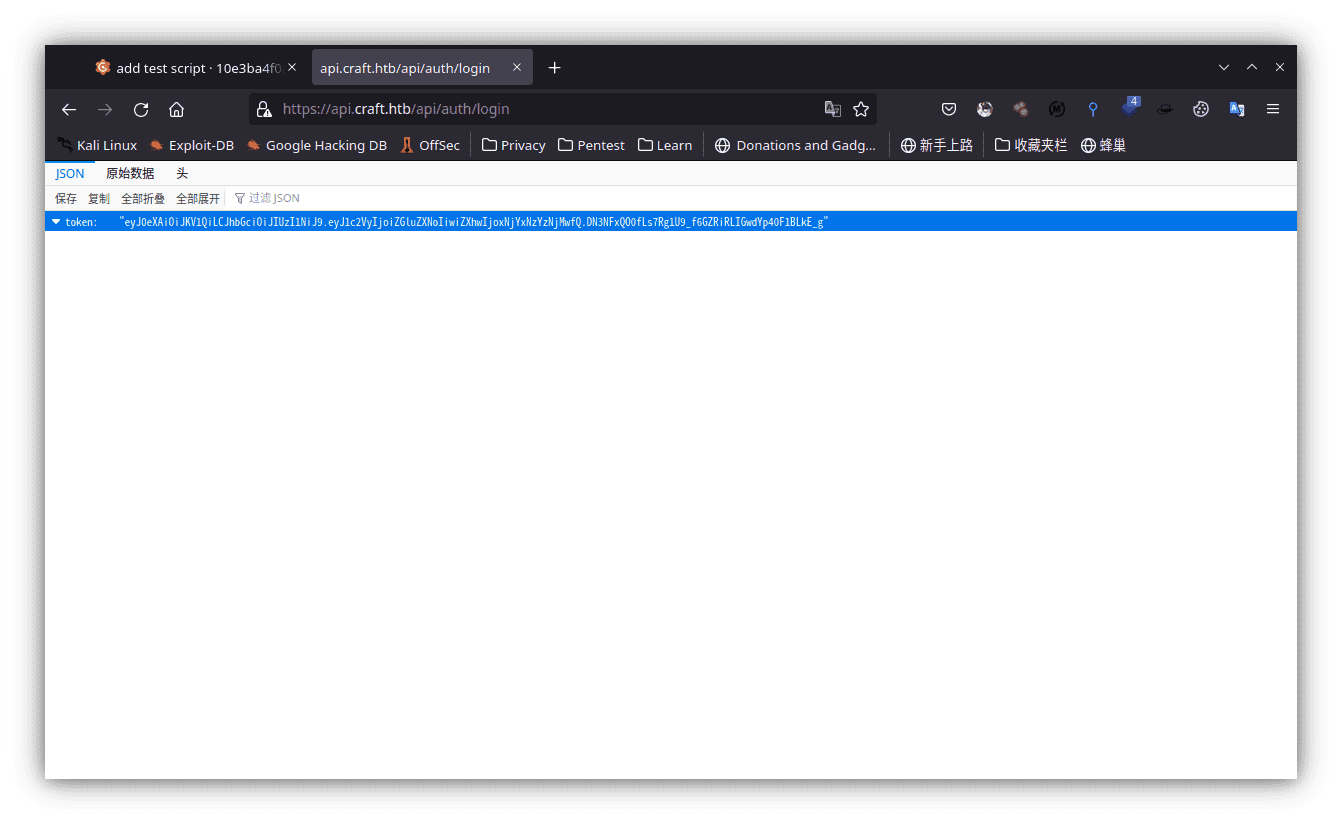 add test script · 10e3ba4f0
api.craft.htb/api/auth/login
https://api.craft.htb/api/auth/login
4
Kali Linux Exploit-DB Google Hacking DB OffSec Privacy Pentest Learn Donations and Gadg... 新手上路 收藏夹栏 蜂巢
JSON 原始数据 头
保存 复制 全部折叠 全部展开 过滤 JSON
token: "eyJ0eXAiOiJKV1QiLCJhbGciOiJIUzI1NiJ9.eyJ1c2VyIjoiZGluZXNoIiwiZXhwIjoxNjYxNzYzNjMwfQ.DN3NFxQO0fLs7Rg1U9_f6GZRiRLIGwdYp40F1BLkE_g"